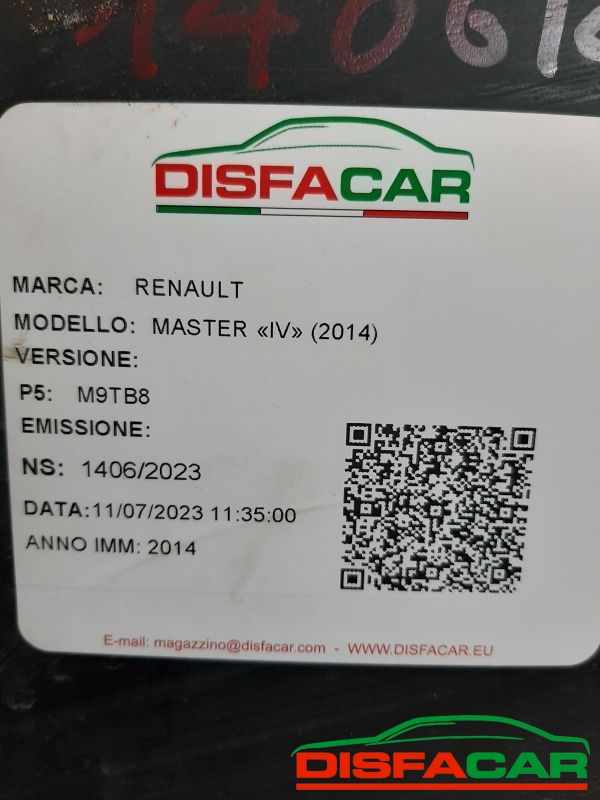 DISFACAR
MARCA: RENAULT
MODELLO: MASTER «IV» (2014)
VERSIONE:
P5: M9TB8
EMISSIONE:
NS: 1406/2023
DATA:11/07/2023 11:35:00
ANNO IMM: 2014
E-mail: magazzino@disfacar.com - WWW.DISFACAR.EU
DISFACAR